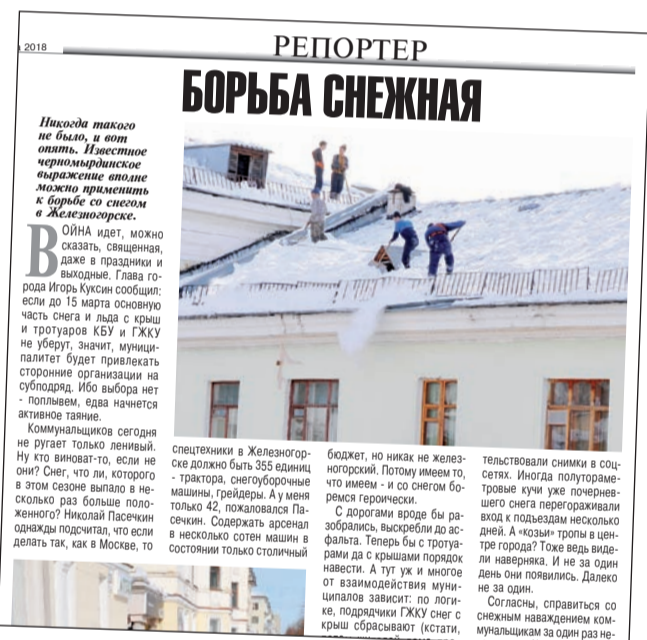 2018
РЕПОРТЕР
БОРЬБА СНЕЖНАЯ
Никогда такого
не было, и вот
опять. Известное
черномырдинское
выражение вполне
можно применить
к борьбе со снегом
в Железногорске.
ВОЙНА идет, можно
сказать, священная,
даже в праздники и
выходные. Глава го-
рода Игорь Куксин сообщил:
если до 15 марта основную
часть снега и льда с крыш
и тротуаров КБУ и ГЖКУ
не уберут, значит, муници-
палитет будет привлекать
сторонние организации на
субподряд. Ибо выбора нет
- поплывем, едва начнется
активное таяние.
Коммунальщиков сегодня
не ругает только ленивый.
Ну кто виноват-то, если не
они? Снег, что ли, которого
в этом сезоне выпало в не-
сколько раз больше поло-
женного? Николай Пасечкин
однажды подсчитал, что если
делать так, как в Москве, то
спецтехники в Железногор-
ске должно быть 355 единиц
- трактора, снегоуборочные
машины, грейдеры. А у меня
только 42, пожаловался Па-
сечкин. Содержать арсенал
в несколько сотен машин в
состоянии только столичный
бюджет, но никак не желез-
ногорский. Потому имеем то,
что имеем - и со снегом бо-
ремся героически.
С дорогами вроде бы ра-
зобрались, выскребли до ас-
фальта. Теперь бы с тротуа-
рами да с крышами порядок
навести. А тут уж и многое
от взаимодействия муни-
ципалов зависит: по логи-
ке, подрядчики ГЖКУ снег с
крыш сбрасывают (кстати,
тельствовали снимки в соц-
сетях. Иногда полутораме-
тровые кучи уже почернев-
шего снега перегораживали
вход к подъездам несколько
дней. А «козьи» тропы в цен-
тре города? Тоже ведь виде-
ли наверняка. И не за один
день они появились. Далеко
не за один.
Согласны, справиться со
снежным наваждением ком-
мунальщикам за один раз не-